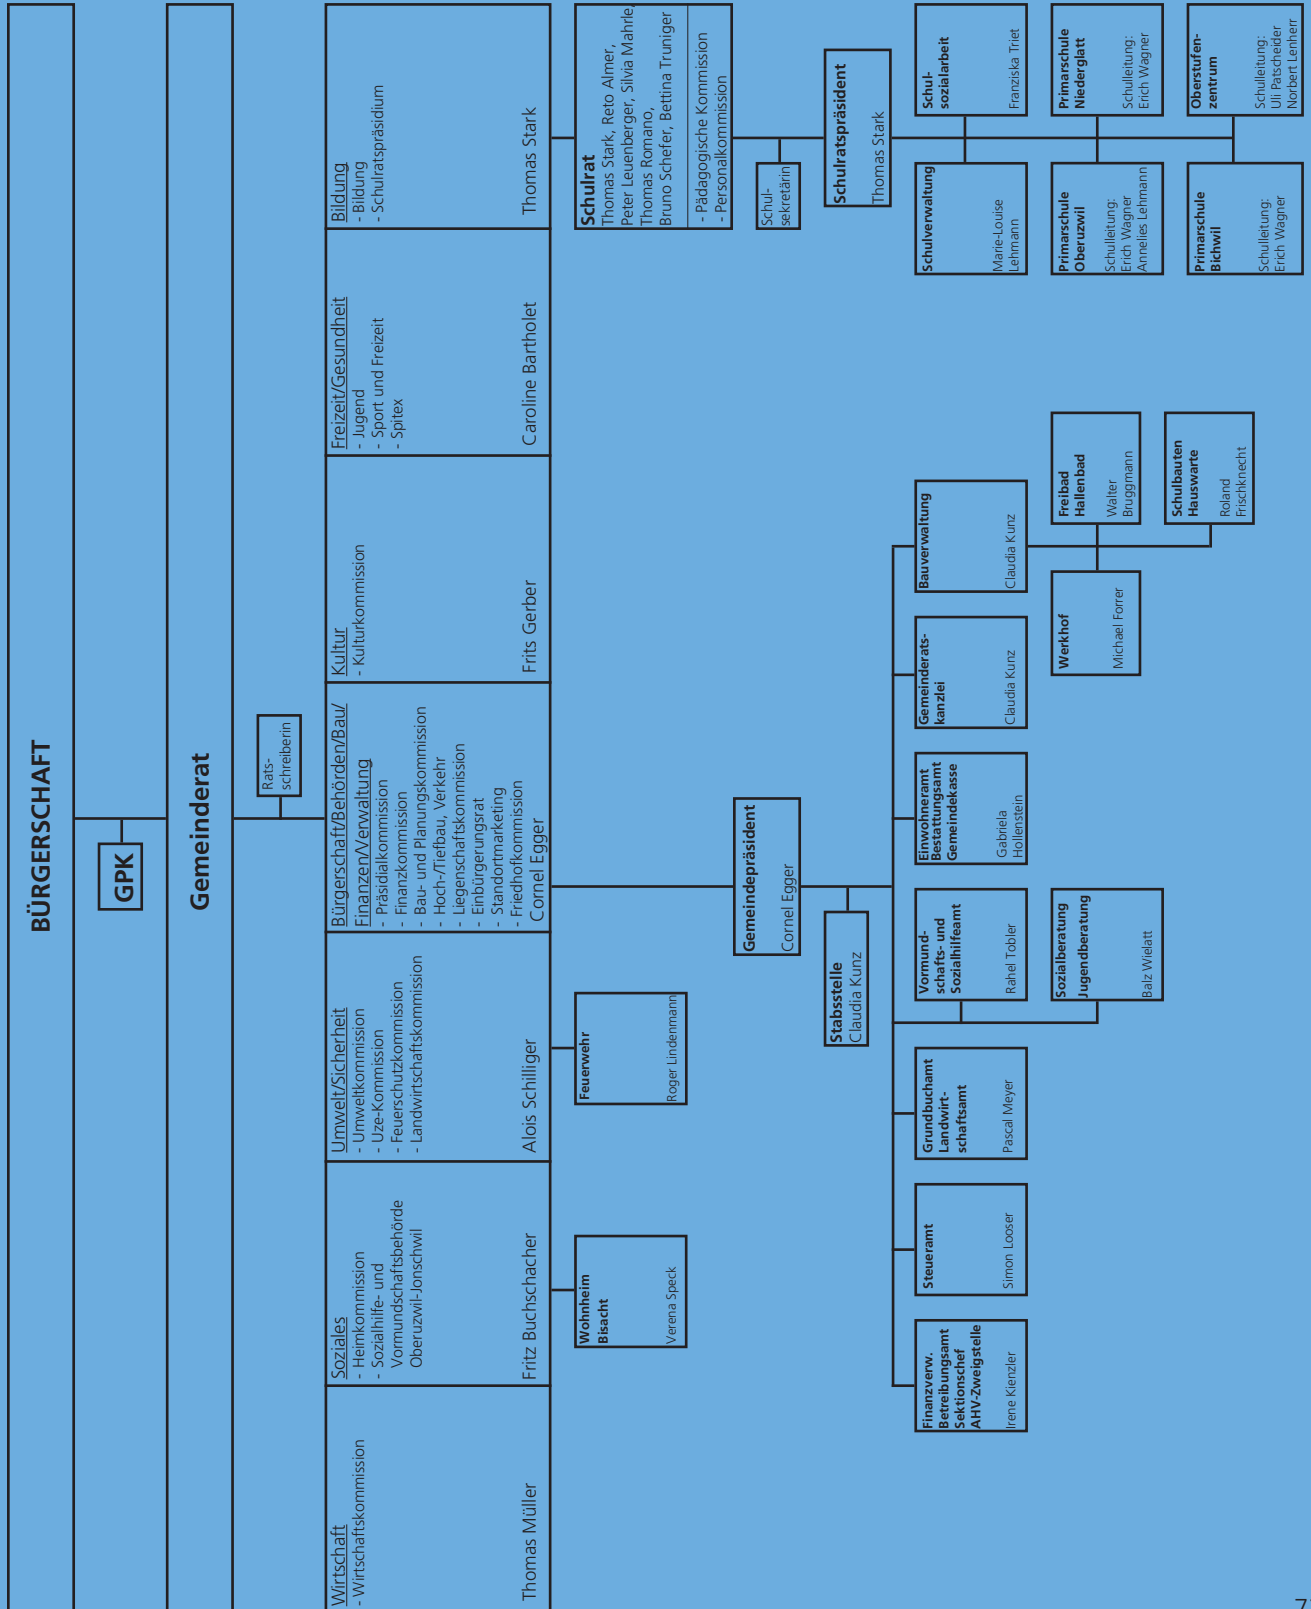 BÜRGERSCHAFT
GPK
Gemeinderat
Rats-
schreiberin
Wirtschaft
- Wirtschaftskommission
Thomas Müller
Soziales
- Heimkommission
- Sozialhilfe- und
Vormundschaftsbehörde
Oberuzwil-Jonschwil
Fritz Buchschacher
Umwelt/Sicherheit
- Umweltkommission
- Uze-Kommission
- Feuerschutzkommission
- Landwirtschaftskommission
Alois Schilliger
Bürgerschaft/Behörden/Bau/
Finanzen/Verwaltung
- Präsidialkommission
- Finanzkommission
- Bau- und Planungskommission
- Hoch-/Tiefbau, Verkehr
- Liegenschaftskommission
- Einbürgerungsrat
- Standortmarketing
- Friedhofkommission
Cornel Egger
Kultur
- Kulturkommission
Frits Gerber
Freizeit/Gesundheit
- Jugend
- Sport und Freizeit
- Spitex
Caroline Bartholet
Bildung
- Bildung
- Schulratspräsidium
Thomas Stark
Wohnheim
Bisacht
Verena Speck
Feuerwehr
Roger Lindenmann
Schulrat
Thomas Stark, Reto Almer,
Peter Leuenberger, Silvia Mahrle,
Thomas Romano,
Bruno Schefer, Bettina Truniger
- Pädagogische Kommission
- Personalkommission
Gemeindepräsident
Cornel Egger
Schul-
sekretärin
Stabsstelle
Claudia Kunz
Schulratspräsident
Thomas Stark
Finanzverw.
Betreibungsamt
Sektionschef
AHV-Zweigstelle
Irene Kienzler
Steueramt
Simon Looser
Grundbuchamt
Landwirt-
schaftsamt
Pascal Meyer
Vormund-
schafts- und
Sozialhilfeamt
Rahel Tobler
Einwohneramt
Bestattungsamt
Gemeindekasse
Gabriela
Hollenstein
Gemeinderats-
kanzlei
Claudia Kunz
Bauverwaltung
Claudia Kunz
Schulverwaltung
Marie-Louise
Lehmann
Schul-
sozialarbeit
Franziska Triet
Sozialberatung
Jugendberatung
Balz Wielatt
Werkhof
Michael Forrer
Freibad
Hallenbad
Walter
Bruggmann
Primarschule
Oberuzwil
Schulleitung:
Erich Wagner
Annelies Lehmann
Primarschule
Niederglatt
Schulleitung:
Erich Wagner
Schulbauten
Hauswarte
Roland
Frischknecht
Primarschule
Bichwil
Schulleitung:
Erich Wagner
Oberstufen-
zentrum
Schulleitung:
Uli Patscheider
Norbert Lenherr
7